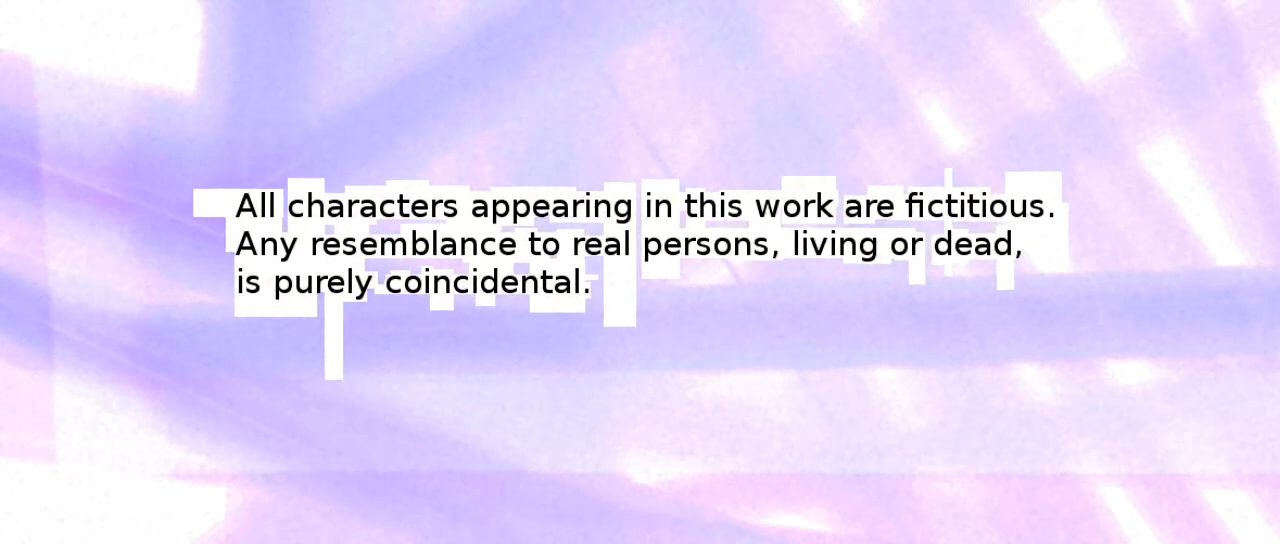 All characters appearing in this work are fictitious.
Any resemblance to real persons, living or dead,
is purely coincidental.